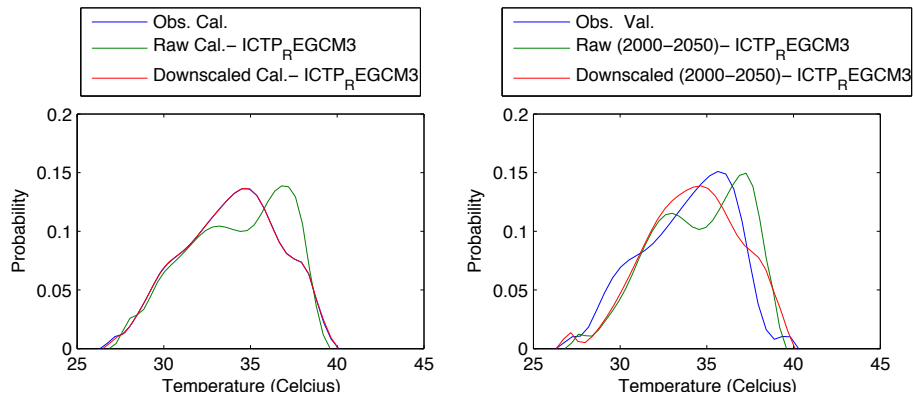 Obs. Cal.
Raw Cal.− ICTP_REGCM3
Downscaled Cal.− ICTP_REGCM3
0.2
0.15
0.1
0.05
0
Probability
25 30 35 40 45
Temperature (Celcius)
Obs. Val.
Raw (2000−2050)− ICTP_REGCM3
Downscaled (2000−2050)− ICTP_REGCM3
0.2
0.15
0.1
0.05
0
Probability
25 30 35 40 45
Temperature (Celcius)